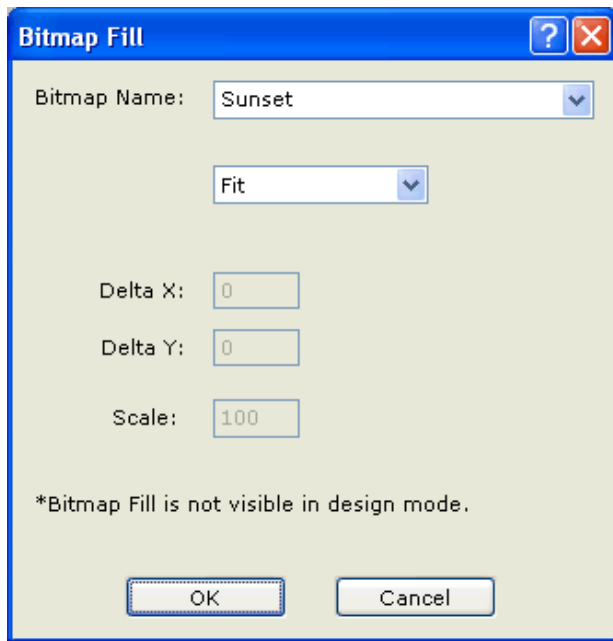 Bitmap Fill
Bitmap Name: Sunset
Fit
Delta X: 0
Delta Y: 0
Scale: 100
*Bitmap Fill is not visible in design mode.
OK Cancel